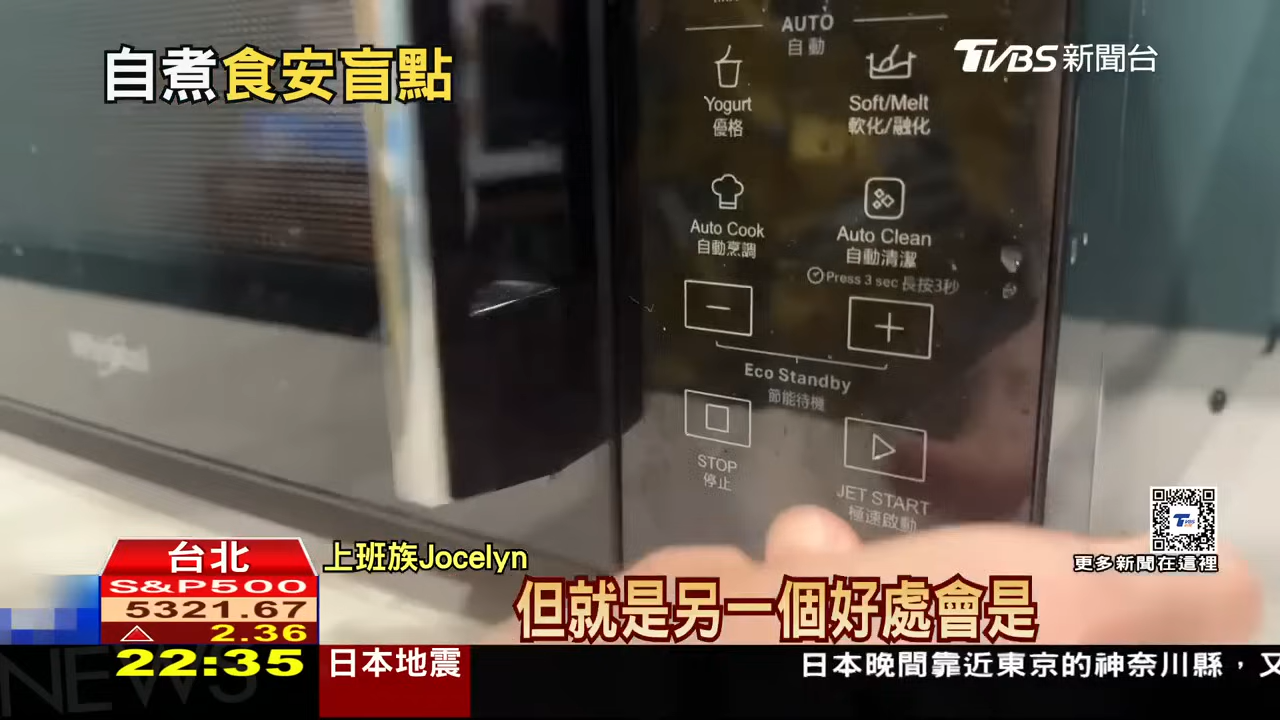 自煮食安盲點
TVBS新聞台
AUTO
自動
Yogurt
優格
Soft/Melt
軟化/融化
Auto Cook
自動烹調
Auto Clean
自動清潔
Press 3 sec 長按3秒
Eco Standby
節能待機
STOP
停止
JET START
極速啟動
Whirlpool
更多新聞在這裡
台北
上班族Jocelyn
S&P500
5321.67
2.36
但就是另一個好處會是
22:35
日本地震
日本晚間靠近東京的神奈川縣，又
NEWS